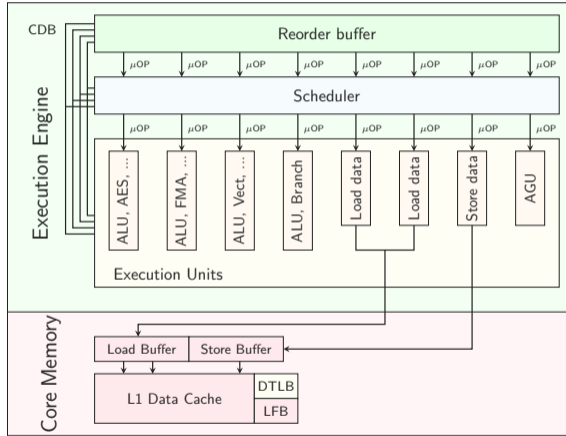 CDB
Reorder buffer
μOP μOP μOP μOP μOP μOP μOP μOP
Scheduler
μOP μOP μOP μOP μOP μOP μOP μOP
Execution Engine
ALU, AES, ...
ALU, FMA, ...
ALU, Vect, ...
ALU, Branch
Load data
Load data
Store data
AGU
Execution Units
Core Memory
Load Buffer
Store Buffer
L1 Data Cache
DTLB
LFB